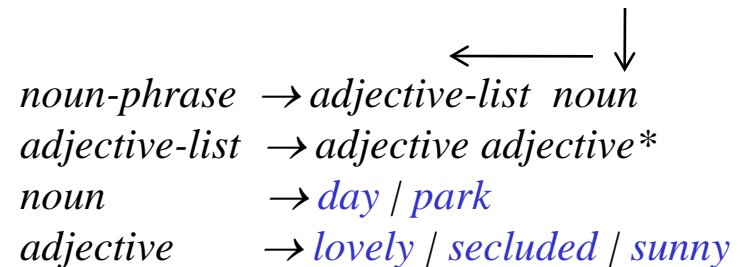 noun-phrase → adjective-list noun
adjective-list → adjective adjective*
noun → day | park
adjective → lovely | secluded | sunny